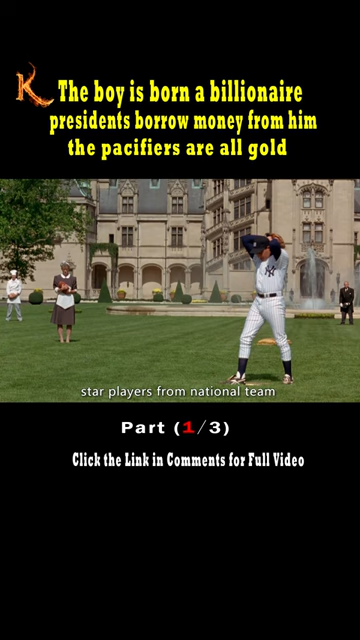 K
The boy is born a billionaire
presidents borrow money from him
the pacifiers are all gold
star players from national team
Part (1/3)
Click the Link in Comments for Full Video